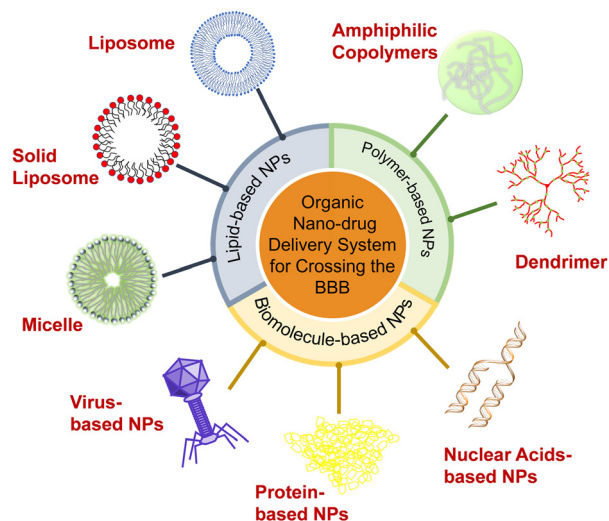 Liposome
Amphiphilic
Copolymers
Solid
Liposome
Lipid-based NPs
Polymer-based NPs
Organic
Nano-drug
Delivery System
for Crossing the
BBB
Dendrimer
Micelle
Biomolecule-based NPs
Virus-
based NPs
Protein-
based NPs
Nuclear Acids-
based NPs